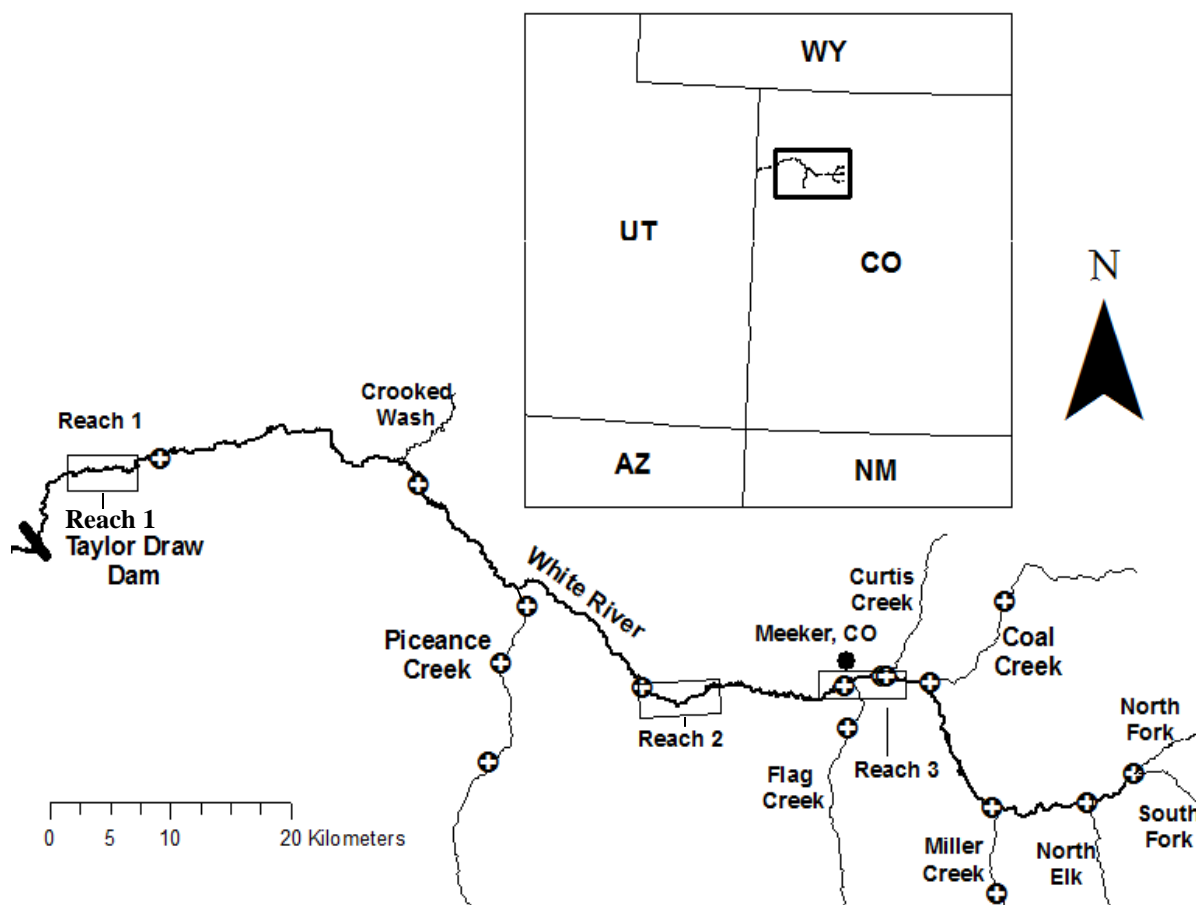 WY
UT
CO
AZ
NM
N
Crooked
Wash
Reach 1
Reach 1
Taylor Draw
Dam
White River
Piceance
Creek
Curtis
Creek
Meeker, CO
Coal
Creek
Reach 2
Reach 3
Flag
Creek
North
Fork
South
Fork
Miller
Creek
North
Elk
0 5 10 20 Kilometers